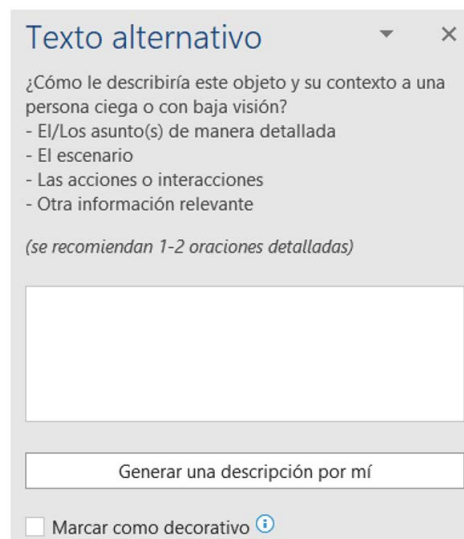 Texto alternativo
¿Cómo le describiría este objeto y su contexto a una
persona ciega o con baja visión?
- El/Los asunto(s) de manera detallada
- El escenario
- Las acciones o interacciones
- Otra información relevante
(se recomiendan 1-2 oraciones detalladas)
Generar una descripción por mí
Marcar como decorativo